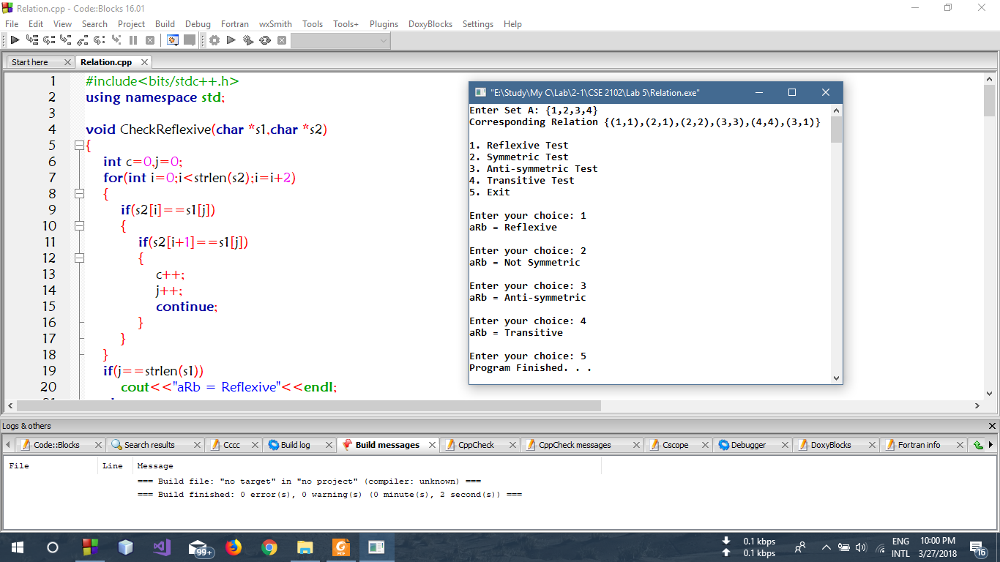 Relation.cpp - Code::Blocks 16.01
File Edit View Search Project Build Debug Fortran wxSmith Tools Tools+ Plugins DoxyBlocks Settings Help
Start here Relation.cpp
1 #include<bits/stdc++.h>
2 using namespace std;
3
4 void CheckReflexive(char *s1,char *s2)
5 {
6 int c=0,j=0;
7 for(int i=0;i<strlen(s2);i=i+2)
8 {
9 if(s2[i]==s1[j])
10 {
11 if(s2[i+1]==s1[j])
12 {
13 c++;
14 j++;
15 continue;
16 }
17 }
18 }
19 if(j==strlen(s1))
20 cout<<"aRb = Reflexive"<<endl;
"E:\Study\My C\Lab\2-1\CSE 2102\Lab 5\Relation.exe"
Enter Set A: {1,2,3,4}
Corresponding Relation {(1,1),(2,1),(2,2),(3,3),(4,4),(3,1)}
1. Reflexive Test
2. Symmetric Test
3. Anti-symmetric Test
4. Transitive Test
5. Exit
Enter your choice: 1
aRb = Reflexive
Enter your choice: 2
aRb = Not Symmetric
Enter your choice: 3
aRb = Anti-symmetric
Enter your choice: 4
aRb = Transitive
Enter your choice: 5
Program Finished. . .
Logs & others
Code::Blocks Search results Cccc Build log Build messages CppCheck CppCheck messages Cscope Debugger DoxyBlocks Fortran info
File Line Message
=== Build file: "no target" in "no project" (compiler: unknown) ===
=== Build finished: 0 error(s), 0 warning(s) (0 minute(s), 2 second(s)) ===
99+
PDF
0.1 kbps
0.1 kbps
ENG
INTL
10:00 PM
3/27/2018
16